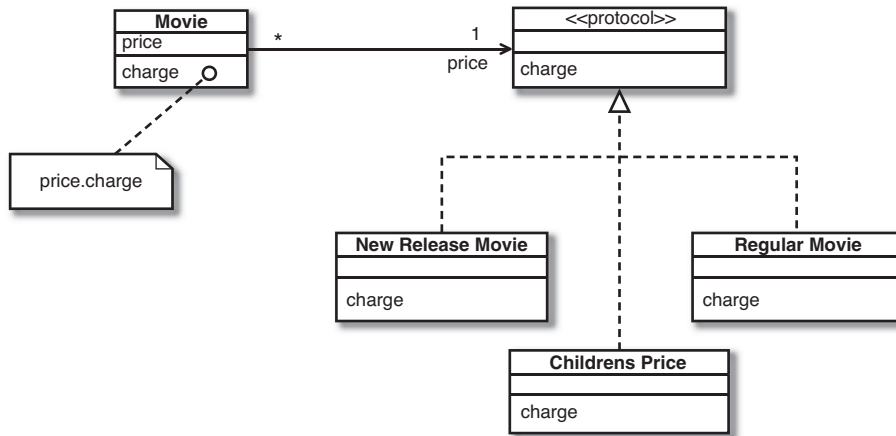 Movie
price
charge
*
1
price
<<protocol>>
charge
price.charge
New Release Movie
charge
Regular Movie
charge
Childrens Price
charge